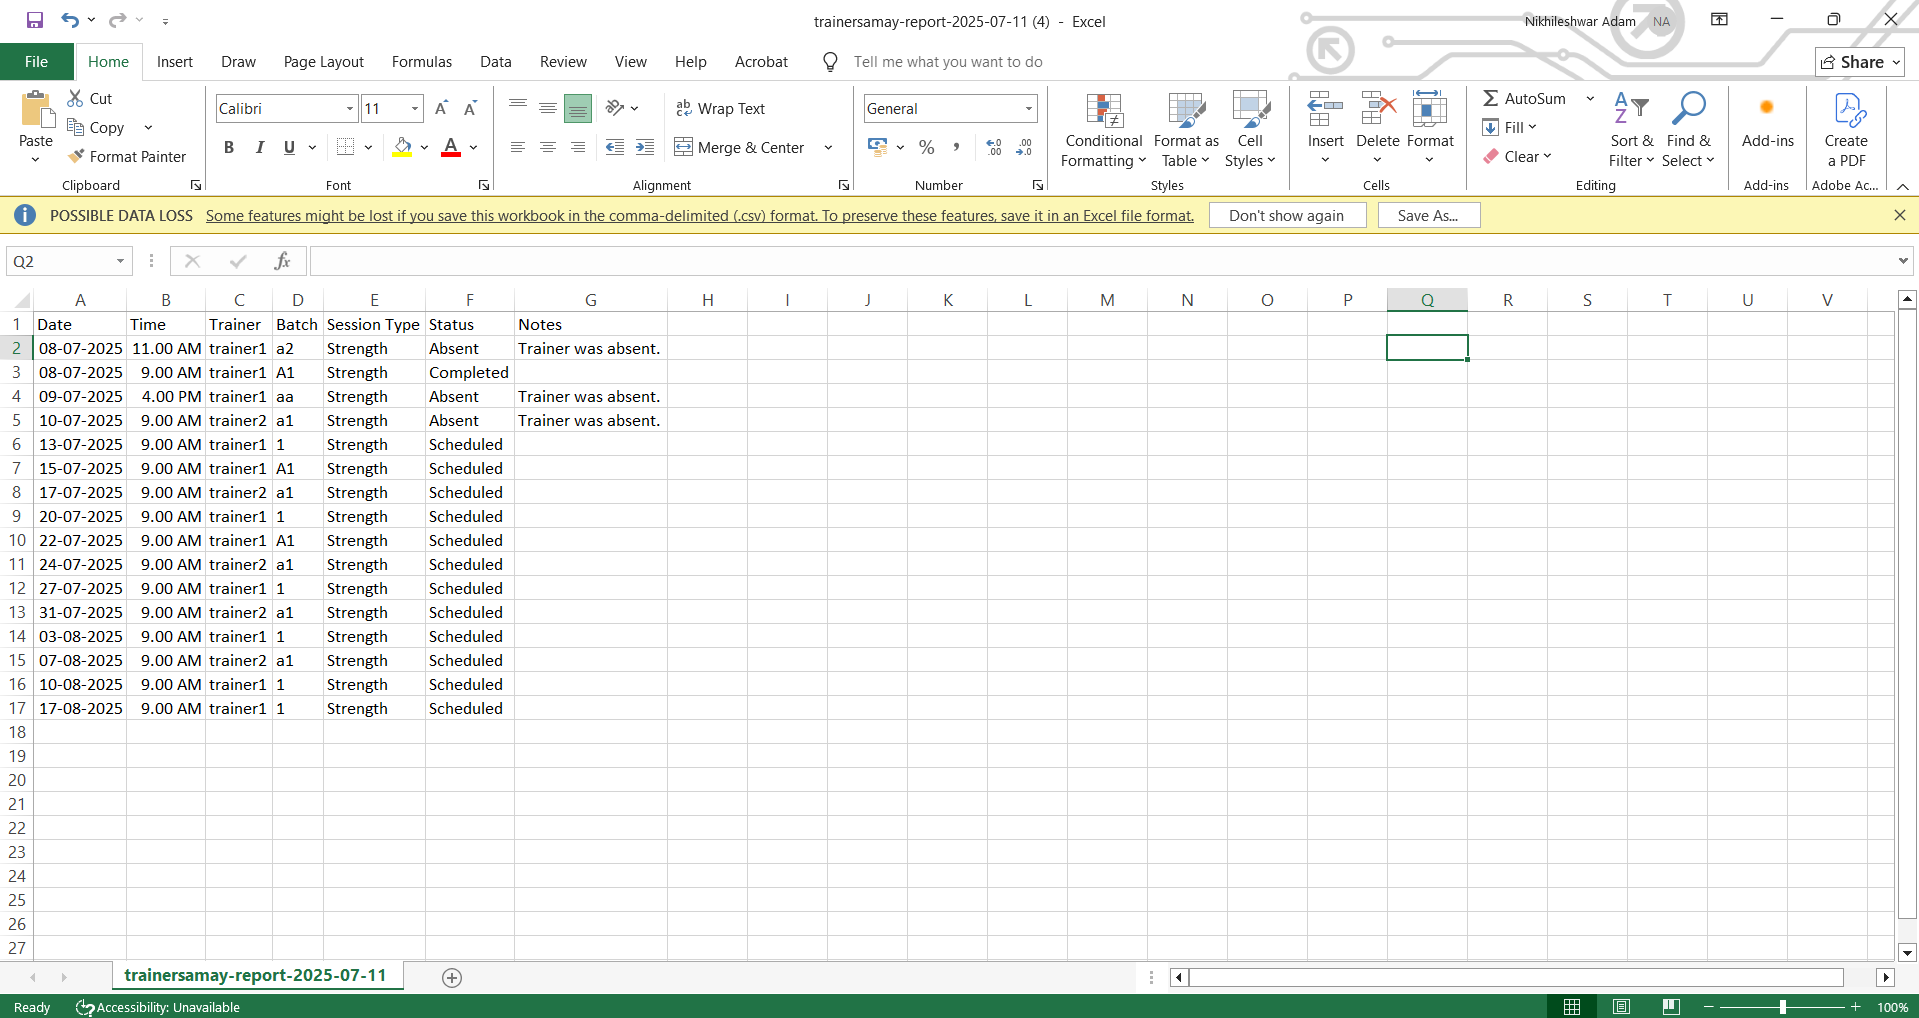 trainersamay-report-2025-07-11 (4) - Excel
Nikhileshwar Adam NA
File Home Insert Draw Page Layout Formulas Data Review View Help Acrobat Tell me what you want to do Share
Paste Cut Copy Format Painter
Clipboard
Calibri 11
B I U A
Font
Wrap Text
Merge & Center
Alignment
General
% ,
Number
Conditional Formatting Format as Table Cell Styles
Styles
Insert Delete Format
Cells
AutoSum Fill Clear
Sort & Filter Find & Select
Editing
Add-ins
Add-ins
Create a PDF
Adobe Ac...
POSSIBLE DATA LOSS Some features might be lost if you save this workbook in the comma-delimited (.csv) format. To preserve these features, save it in an Excel file format. Don't show again Save As...
Q2 fx
A B C D E F G H I J K L M N O P Q R S T U V
1 Date Time Trainer Batch Session Type Status Notes
2 08-07-2025 11.00 AM trainer1 a2 Strength Absent Trainer was absent.
3 08-07-2025 9.00 AM trainer1 A1 Strength Completed
4 09-07-2025 4.00 PM trainer1 aa Strength Absent Trainer was absent.
5 10-07-2025 9.00 AM trainer2 a1 Strength Absent Trainer was absent.
6 13-07-2025 9.00 AM trainer1 1 Strength Scheduled
7 15-07-2025 9.00 AM trainer1 A1 Strength Scheduled
8 17-07-2025 9.00 AM trainer2 a1 Strength Scheduled
9 20-07-2025 9.00 AM trainer1 1 Strength Scheduled
10 22-07-2025 9.00 AM trainer1 A1 Strength Scheduled
11 24-07-2025 9.00 AM trainer2 a1 Strength Scheduled
12 27-07-2025 9.00 AM trainer1 1 Strength Scheduled
13 31-07-2025 9.00 AM trainer2 a1 Strength Scheduled
14 03-08-2025 9.00 AM trainer1 1 Strength Scheduled
15 07-08-2025 9.00 AM trainer2 a1 Strength Scheduled
16 10-08-2025 9.00 AM trainer1 1 Strength Scheduled
17 17-08-2025 9.00 AM trainer1 1 Strength Scheduled
18
19
20
21
22
23
24
25
26
27
trainersamay-report-2025-07-11
Ready Accessibility: Unavailable 100%